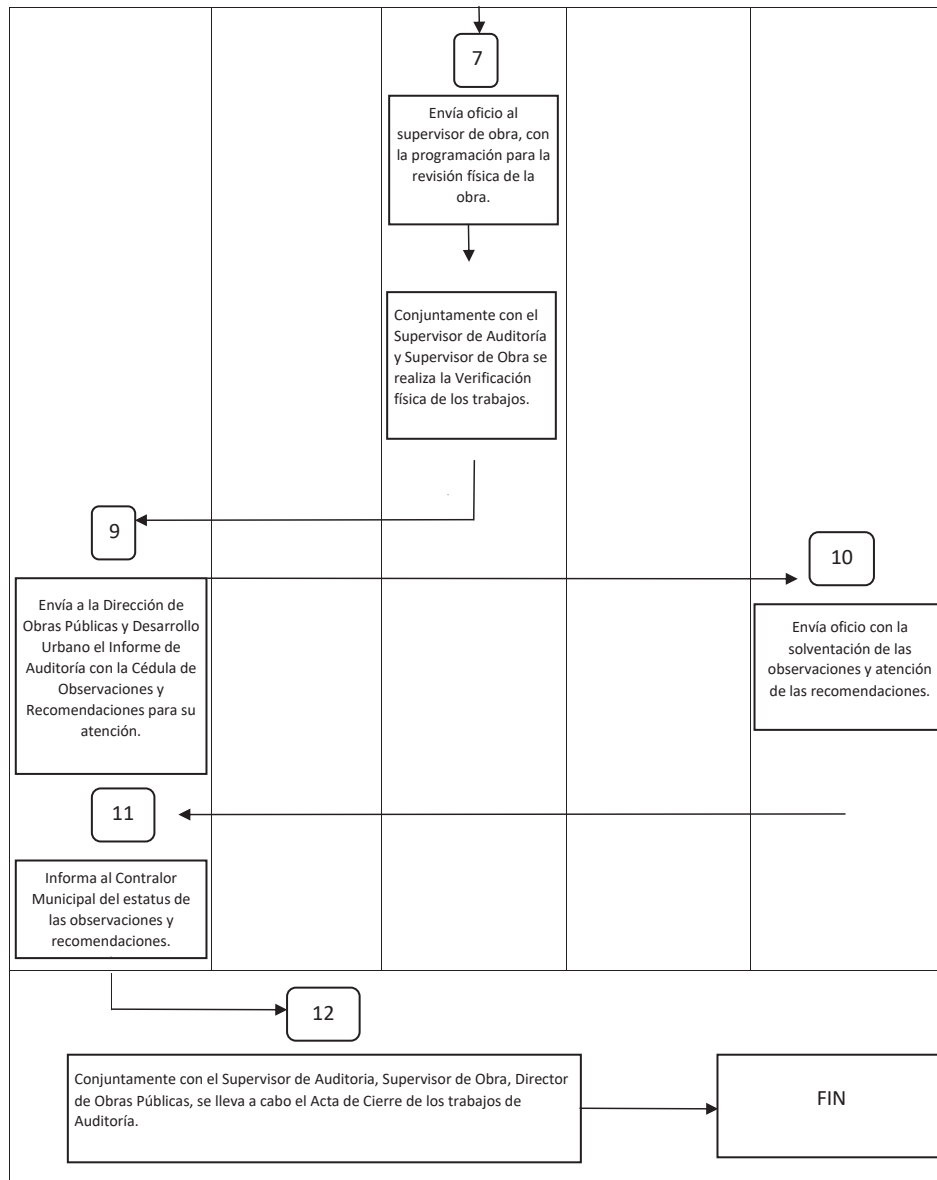 7
Envía oficio al
supervisor de obra, con
la programación para la
revisión física de la
obra.
Conjuntamente con el
Supervisor de Auditoría
y Supervisor de Obra se
realiza la Verificación
física de los trabajos.
9
10
Envía a la Dirección de
Obras Públicas y Desarrollo
Urbano el Informe de
Auditoría con la Cédula de
Observaciones y
Recomendaciones para su
atención.
Envía oficio con la
solventación de las
observaciones y atención
de las recomendaciones.
11
Informa al Contralor
Municipal del estatus de
las observaciones y
recomendaciones.
12
Conjuntamente con el Supervisor de Auditoria, Supervisor de Obra, Director
de Obras Públicas, se lleva a cabo el Acta de Cierre de los trabajos de
Auditoría.
FIN